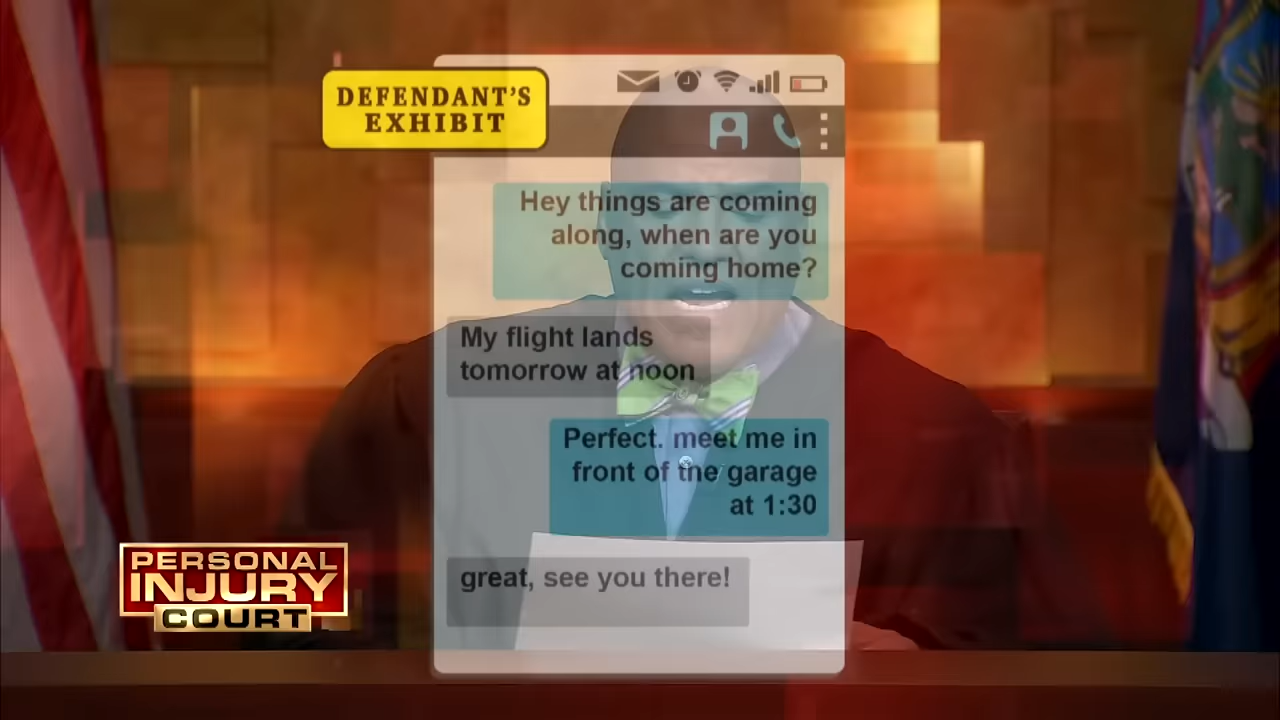 DEFENDANT'S
EXHIBIT
Hey things are coming
along, when are you
coming home?
My flight lands
tomorrow at noon
Perfect. meet me in
front of the garage
at 1:30
great, see you there!
PERSONAL
INJURY
COURT